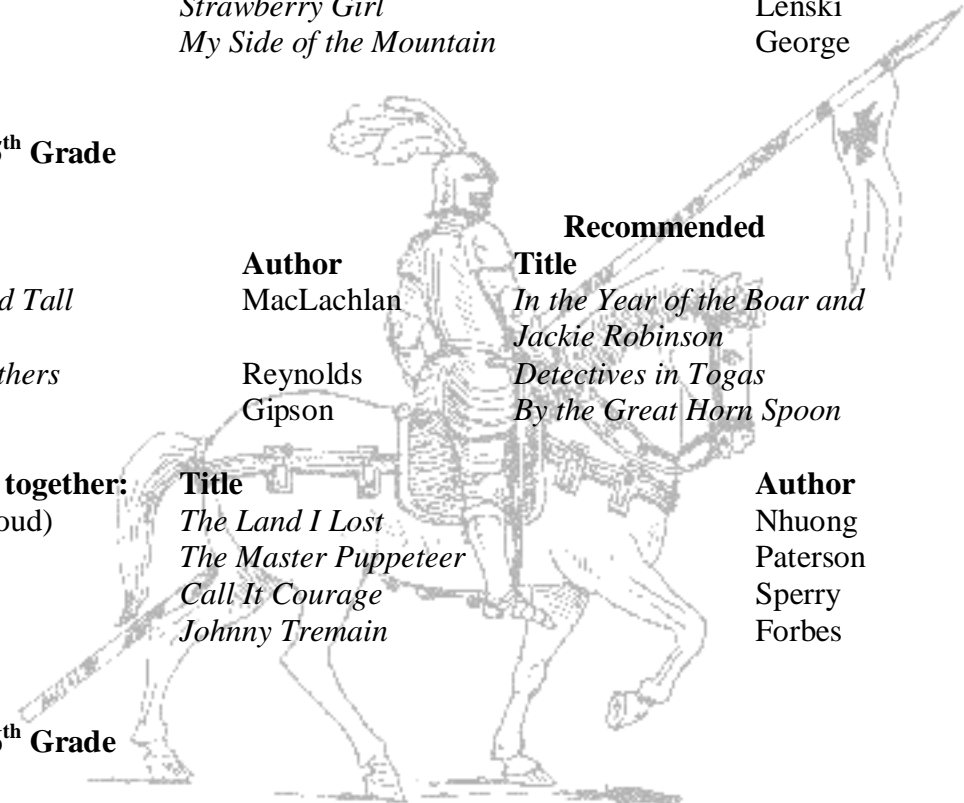 Strawberry Girl Lenski
My Side of the Mountain George
th Grade
Recommended
Author Title
d Tall MacLachlan In the Year of the Boar and
Jackie Robinson
thers Reynolds Detectives in Togas
Gipson By the Great Horn Spoon
together: Title Author
oud) The Land I Lost Nhuong
The Master Puppeteer Paterson
Call It Courage Sperry
Johnny Tremain Forbes
th Grade